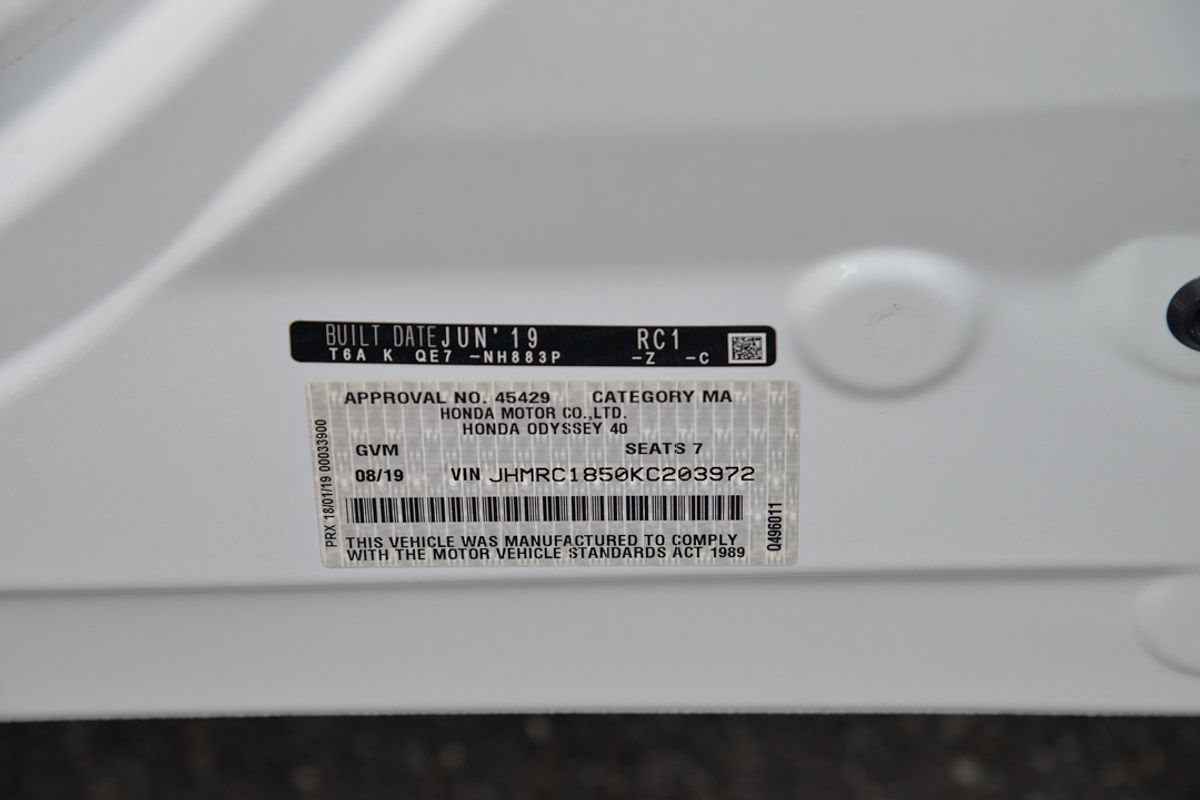 BUILT DATE JUN' 19 RC1
T6A K QE7 -NH883P -Z -C
APPROVAL NO. 45429 CATEGORY MA
HONDA MOTOR CO.,LTD.
HONDA ODYSSEY 40
GVM SEATS 7
08/19 VIN JHMRC1850KC203972
THIS VEHICLE WAS MANUFACTURED TO COMPLY
WITH THE MOTOR VEHICLE STANDARDS ACT 1989
PRX 18/01/19 00033900
Q496011